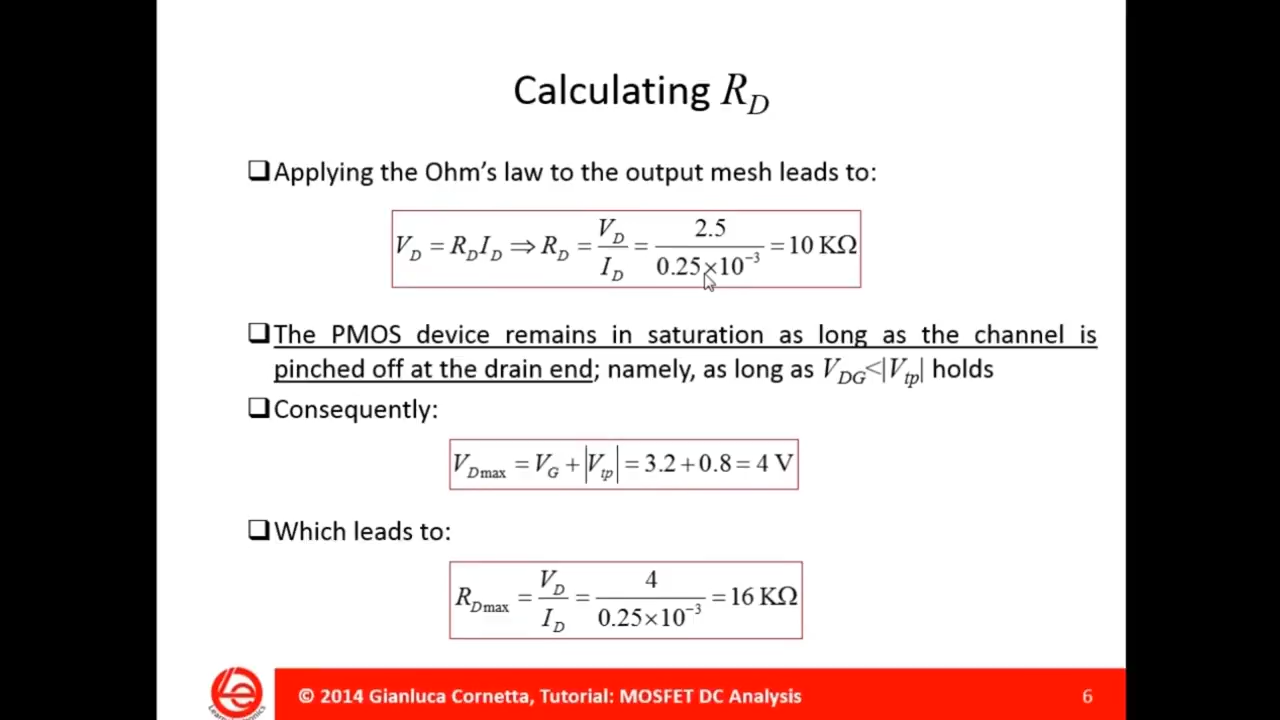 Calculating R_D
❑Applying the Ohm's law to the output mesh leads to:
V_D = R_D I_D ⇒ R_D = V_D / I_D = 2.5 / 0.25×10^−3 = 10 KΩ
❑The PMOS device remains in saturation as long as the channel is
pinched off at the drain end; namely, as long as V_DG<|V_tp| holds
❑Consequently:
V_Dmax = V_G + |V_tp| = 3.2 + 0.8 = 4 V
❑Which leads to:
R_Dmax = V_D / I_D = 4 / 0.25×10^−3 = 16 KΩ
© 2014 Gianluca Cornetta, Tutorial: MOSFET DC Analysis
6